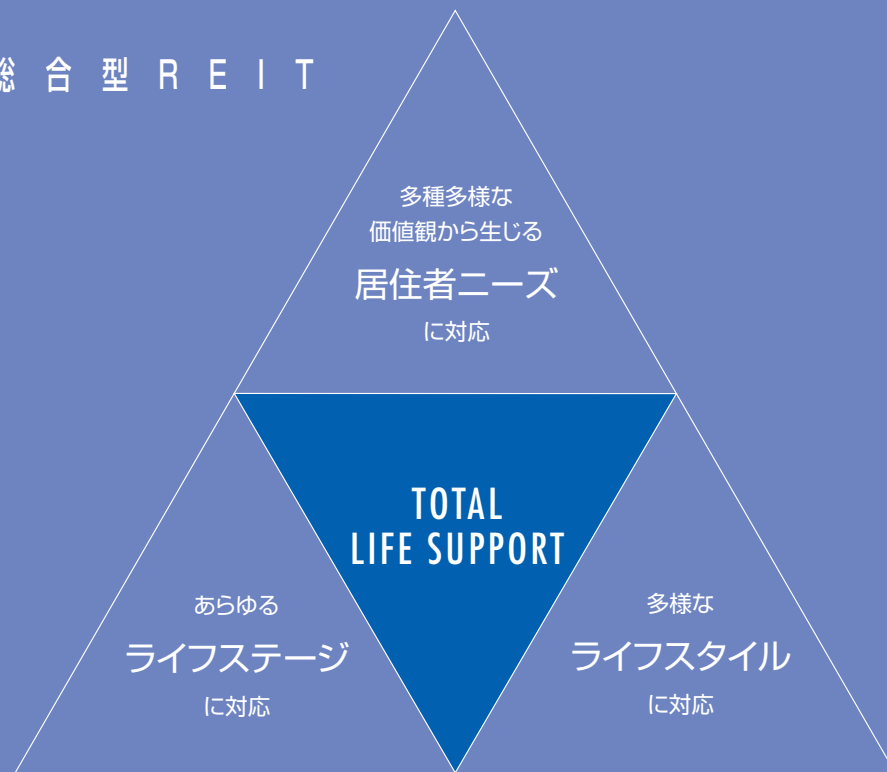 総合型REIT
多種多様な
価値観から生じる
居住者ニーズ
に対応
TOTAL
LIFE SUPPORT
あらゆる
ライフステージ
に対応
多様な
ライフスタイル
に対応